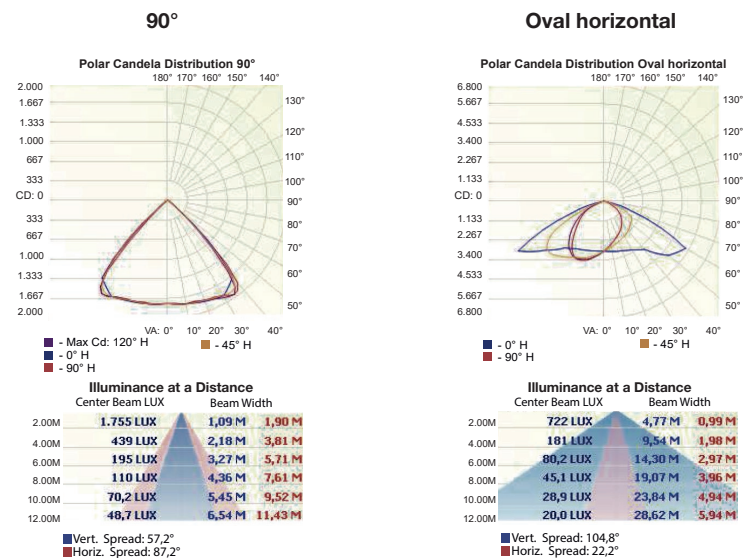 90°
Polar Candela Distribution 90°
180° 170° 160° 150° 140°
2.000
1.667
1.333
1.000
667
333
CD: 0
333
667
1.000
1.333
1.667
2.000
130°
120°
110°
100°
90°
80°
70°
60°
50°
VA: 0° 10° 20° 30° 40°
- Max Cd: 120° H
- 0° H
- 90° H
- 45° H
Illuminance at a Distance
Center Beam LUX Beam Width
2.00M 1.755 LUX 1,09 M 1,90 M
4.00M 439 LUX 2,18 M 3,81 M
6.00M 195 LUX 3,27 M 5,71 M
8.00M 110 LUX 4,36 M 7,61 M
10.00M 70,2 LUX 5,45 M 9,52 M
12.00M 48,7 LUX 6,54 M 11,43 M
Vert. Spread: 57,2°
Horiz. Spread: 87,2°
Oval horizontal
Polar Candela Distribution Oval horizontal
180° 170° 160° 150° 140°
6.800
5.667
4.533
3.400
2.267
1.133
CD: 0
1.133
2.267
3.400
4.533
5.667
6.800
130°
120°
110°
100°
90°
80°
70°
60°
50°
VA: 0° 10° 20° 30° 40°
- 0° H
- 90° H
- 45° H
Illuminance at a Distance
Center Beam LUX Beam Width
2.00M 722 LUX 4,77 M 0,99 M
4.00M 181 LUX 9,54 M 1,98 M
6.00M 80,2 LUX 14,30 M 2,97 M
8.00M 45,1 LUX 19,07 M 3,96 M
10.00M 28,9 LUX 23,84 M 4,94 M
12.00M 20,0 LUX 28,62 M 5,94 M
Vert. Spread: 104,8°
Horiz. Spread: 22,2°